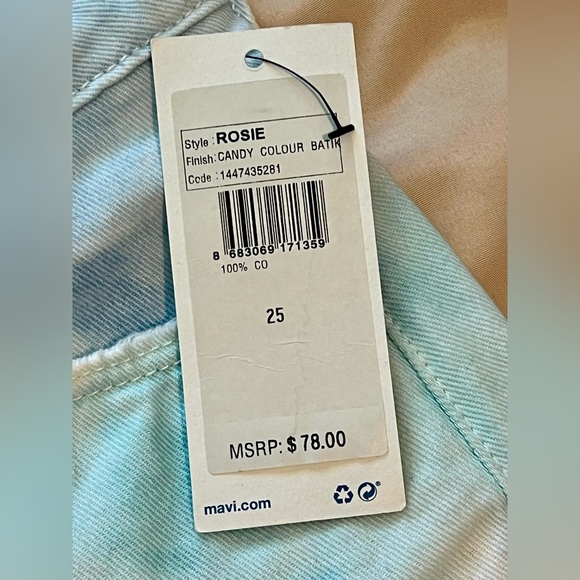 Style : ROSIE
Finish: CANDY COLOUR BATIK
Code : 1447435281
8 683069 171359
100% CO
25
MSRP: $ 78.00
mavi.com